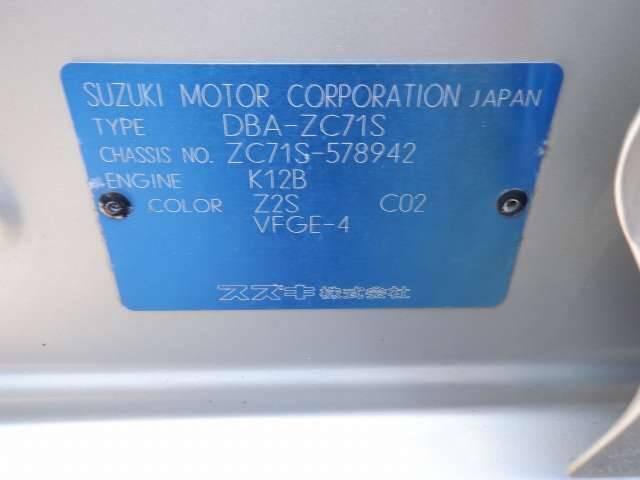 SUZUKI MOTOR CORPORATION JAPAN
TYPE DBA-ZC71S
CHASSIS NO. ZC71S-578942
ENGINE K12B
COLOR Z2S C02
VFGE-4
スズキ株式会社